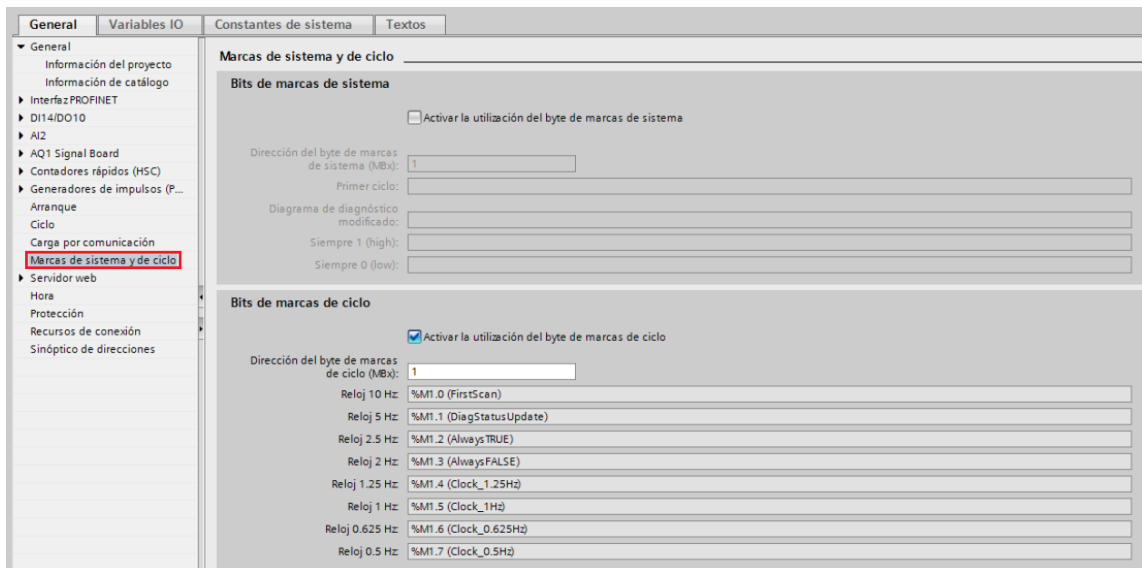 General Variables IO Constantes de sistema Textos
General
Información del proyecto
Información de catálogo
Interfaz PROFINET
DI14/DO10
AI2
AQ1 Signal Board
Contadores rápidos (HSC)
Generadores de impulsos (P...
Arranque
Ciclo
Carga por comunicación
Marcas de sistema y de ciclo
Servidor web
Hora
Protección
Recursos de conexión
Sinóptico de direcciones
Marcas de sistema y de ciclo
Bits de marcas de sistema
Activar la utilización del byte de marcas de sistema
Dirección del byte de marcas
de sistema (MBx): 1
Primer ciclo:
Diagrama de diagnóstico
modificado:
Siempre 1 (high):
Siempre 0 (low):
Bits de marcas de ciclo
Activar la utilización del byte de marcas de ciclo
Dirección del byte de marcas
de ciclo (MBx): 1
Reloj 10 Hz: %M1.0 (FirstScan)
Reloj 5 Hz: %M1.1 (DiagStatusUpdate)
Reloj 2.5 Hz: %M1.2 (AlwaysTRUE)
Reloj 2 Hz: %M1.3 (AlwaysFALSE)
Reloj 1.25 Hz: %M1.4 (Clock_1.25Hz)
Reloj 1 Hz: %M1.5 (Clock_1Hz)
Reloj 0.625 Hz: %M1.6 (Clock_0.625Hz)
Reloj 0.5 Hz: %M1.7 (Clock_0.5Hz)